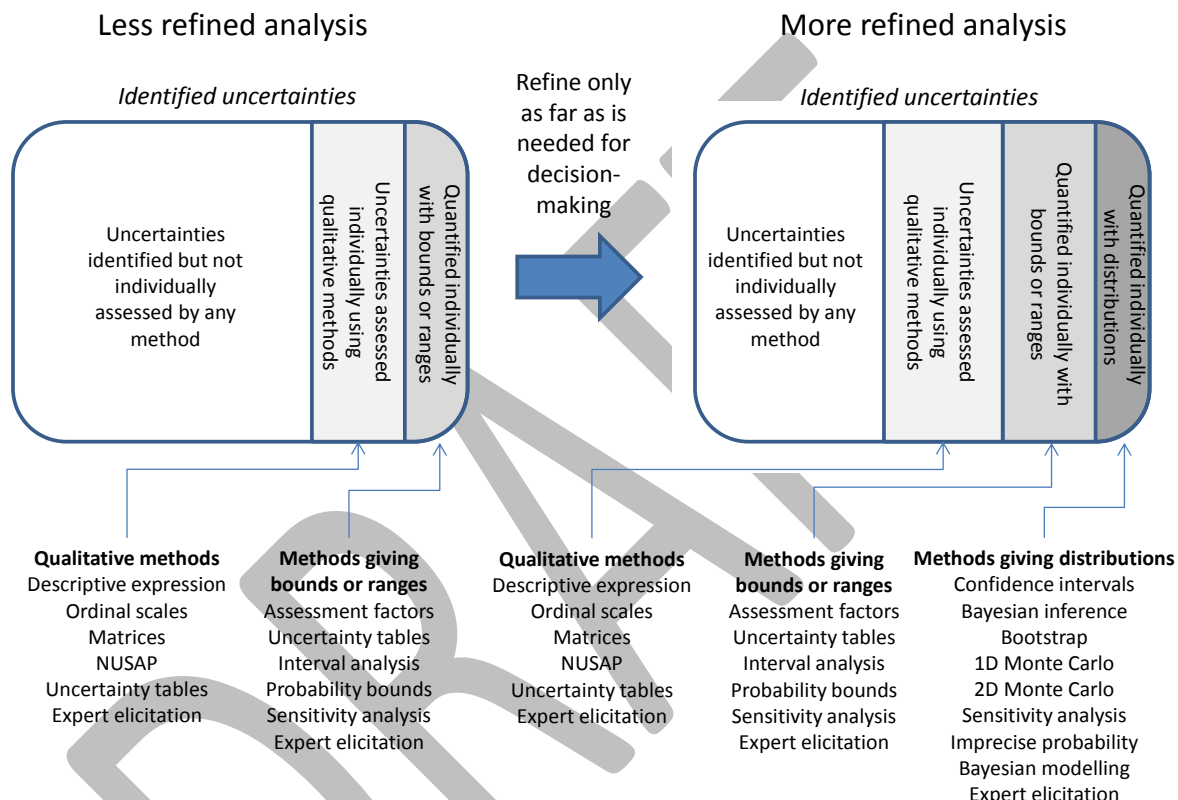 Less refined analysis
Identified uncertainties
Uncertainties
identified but not
individually
assessed by any
method
Uncertainties assessed
individually using
qualitative methods
Quantified individually
with bounds or ranges
Qualitative methods
Descriptive expression
Ordinal scales
Matrices
NUSAP
Uncertainty tables
Expert elicitation
Methods giving
bounds or ranges
Assessment factors
Uncertainty tables
Interval analysis
Probability bounds
Sensitivity analysis
Expert elicitation
Refine only
as far as is
needed for
decision-
making
More refined analysis
Identified uncertainties
Uncertainties
identified but not
individually
assessed by any
method
Uncertainties assessed
individually using
qualitative methods
Quantified individually with
bounds or ranges
Quantified individually
with distributions
Qualitative methods
Descriptive expression
Ordinal scales
Matrices
NUSAP
Uncertainty tables
Expert elicitation
Methods giving
bounds or ranges
Assessment factors
Uncertainty tables
Interval analysis
Probability bounds
Sensitivity analysis
Expert elicitation
Methods giving distributions
Confidence intervals
Bayesian inference
Bootstrap
1D Monte Carlo
2D Monte Carlo
Sensitivity analysis
Imprecise probability
Bayesian modelling
Expert elicitation
DRAFT